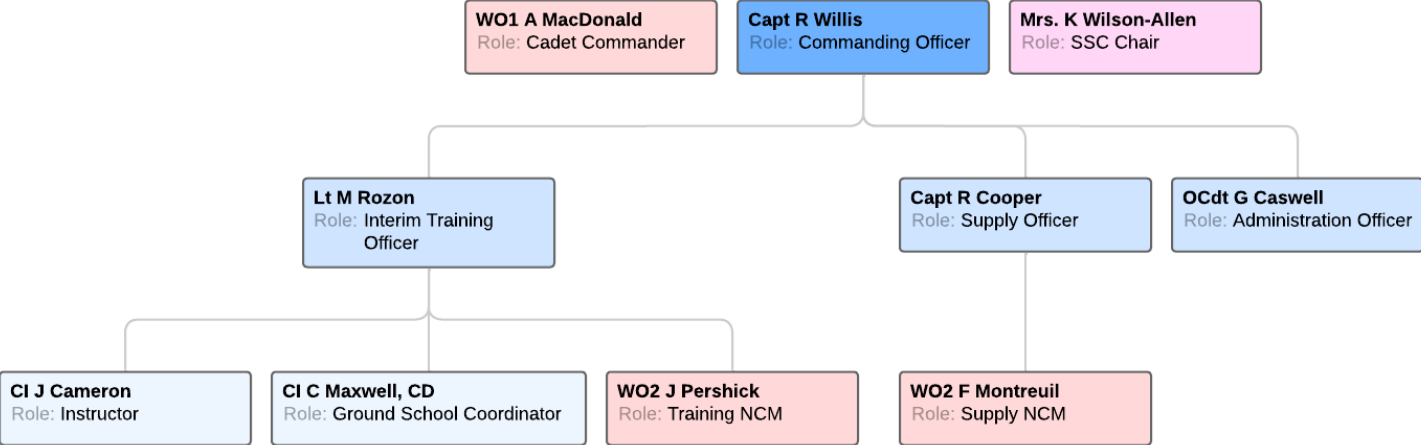 WO1 A MacDonald
Role: Cadet Commander
Capt R Willis
Role: Commanding Officer
Mrs. K Wilson-Allen
Role: SSC Chair
Lt M Rozon
Role: Interim Training
Officer
Capt R Cooper
Role: Supply Officer
OCdt G Caswell
Role: Administration Officer
CI J Cameron
Role: Instructor
CI C Maxwell, CD
Role: Ground School Coordinator
WO2 J Pershick
Role: Training NCM
WO2 F Montreuil
Role: Supply NCM